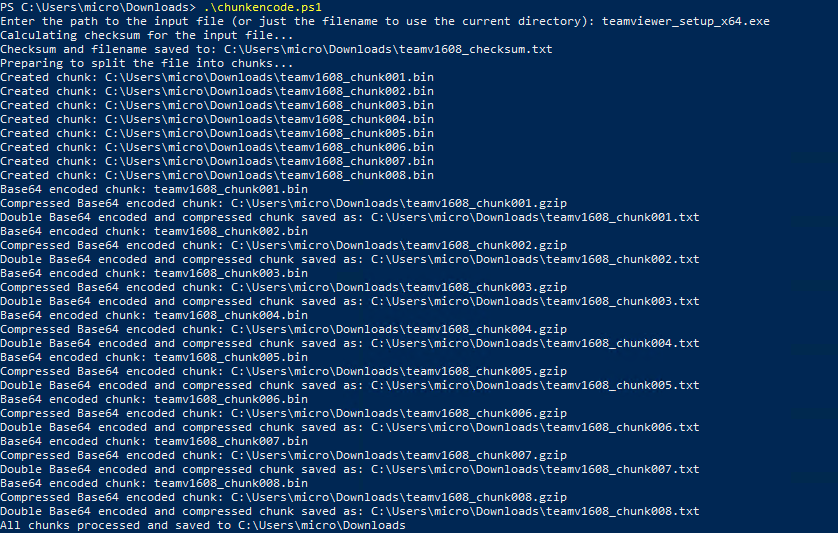 PS C:\Users\micro\Downloads> .\chunkencode.ps1
Enter the path to the input file (or just the filename to use the current directory): teamviewer_setup_x64.exe
Calculating checksum for the input file...
Checksum and filename saved to: C:\Users\micro\Downloads\teamv1608_checksum.txt
Preparing to split the file into chunks...
Created chunk: C:\Users\micro\Downloads\teamv1608_chunk001.bin
Created chunk: C:\Users\micro\Downloads\teamv1608_chunk002.bin
Created chunk: C:\Users\micro\Downloads\teamv1608_chunk003.bin
Created chunk: C:\Users\micro\Downloads\teamv1608_chunk004.bin
Created chunk: C:\Users\micro\Downloads\teamv1608_chunk005.bin
Created chunk: C:\Users\micro\Downloads\teamv1608_chunk006.bin
Created chunk: C:\Users\micro\Downloads\teamv1608_chunk007.bin
Created chunk: C:\Users\micro\Downloads\teamv1608_chunk008.bin
Base64 encoded chunk: teamv1608_chunk001.bin
Compressed Base64 encoded chunk: C:\Users\micro\Downloads\teamv1608_chunk001.gzip
Double Base64 encoded and compressed chunk saved as: C:\Users\micro\Downloads\teamv1608_chunk001.txt
Base64 encoded chunk: teamv1608_chunk002.bin
Compressed Base64 encoded chunk: C:\Users\micro\Downloads\teamv1608_chunk002.gzip
Double Base64 encoded and compressed chunk saved as: C:\Users\micro\Downloads\teamv1608_chunk002.txt
Base64 encoded chunk: teamv1608_chunk003.bin
Compressed Base64 encoded chunk: C:\Users\micro\Downloads\teamv1608_chunk003.gzip
Double Base64 encoded and compressed chunk saved as: C:\Users\micro\Downloads\teamv1608_chunk003.txt
Base64 encoded chunk: teamv1608_chunk004.bin
Compressed Base64 encoded chunk: C:\Users\micro\Downloads\teamv1608_chunk004.gzip
Double Base64 encoded and compressed chunk saved as: C:\Users\micro\Downloads\teamv1608_chunk004.txt
Base64 encoded chunk: teamv1608_chunk005.bin
Compressed Base64 encoded chunk: C:\Users\micro\Downloads\teamv1608_chunk005.gzip
Double Base64 encoded and compressed chunk saved as: C:\Users\micro\Downloads\teamv1608_chunk005.txt
Base64 encoded chunk: teamv1608_chunk006.bin
Compressed Base64 encoded chunk: C:\Users\micro\Downloads\teamv1608_chunk006.gzip
Double Base64 encoded and compressed chunk saved as: C:\Users\micro\Downloads\teamv1608_chunk006.txt
Base64 encoded chunk: teamv1608_chunk007.bin
Compressed Base64 encoded chunk: C:\Users\micro\Downloads\teamv1608_chunk007.gzip
Double Base64 encoded and compressed chunk saved as: C:\Users\micro\Downloads\teamv1608_chunk007.txt
Base64 encoded chunk: teamv1608_chunk008.bin
Compressed Base64 encoded chunk: C:\Users\micro\Downloads\teamv1608_chunk008.gzip
Double Base64 encoded and compressed chunk saved as: C:\Users\micro\Downloads\teamv1608_chunk008.txt
All chunks processed and saved to C:\Users\micro\Downloads